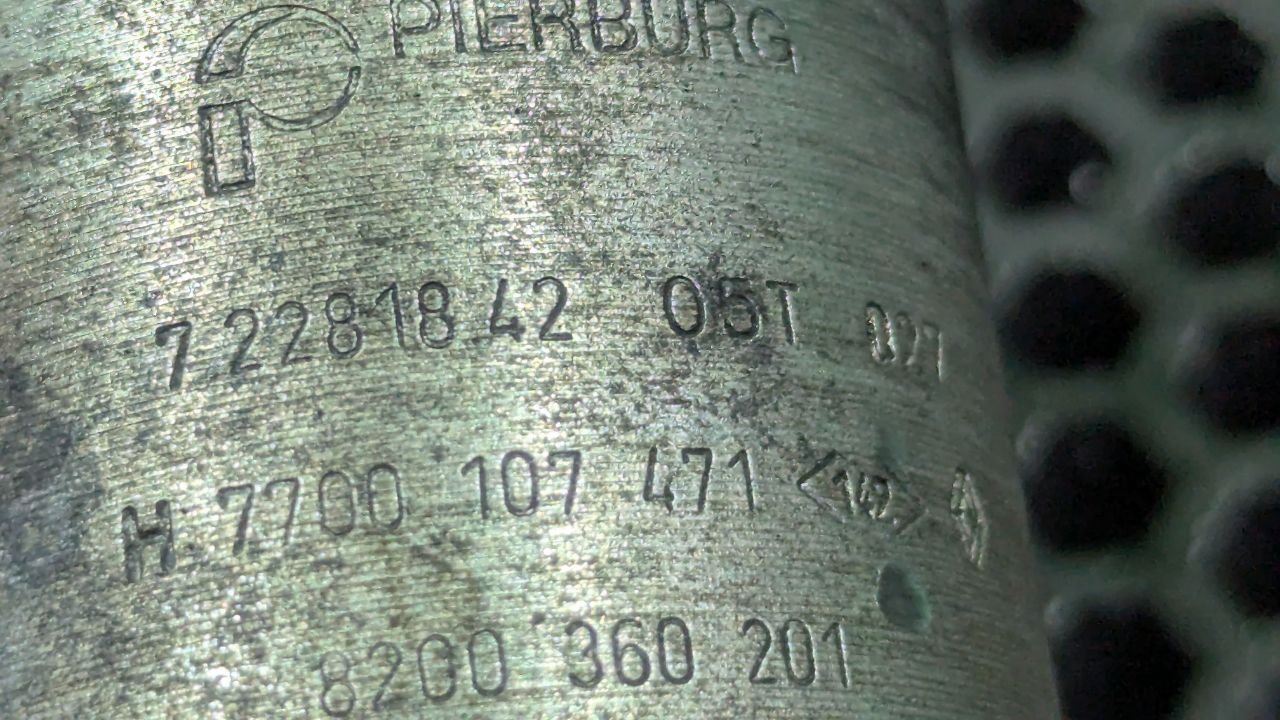 PIERBURG
7.22818.42 05T
H. 7700 107 471
8200 360 201